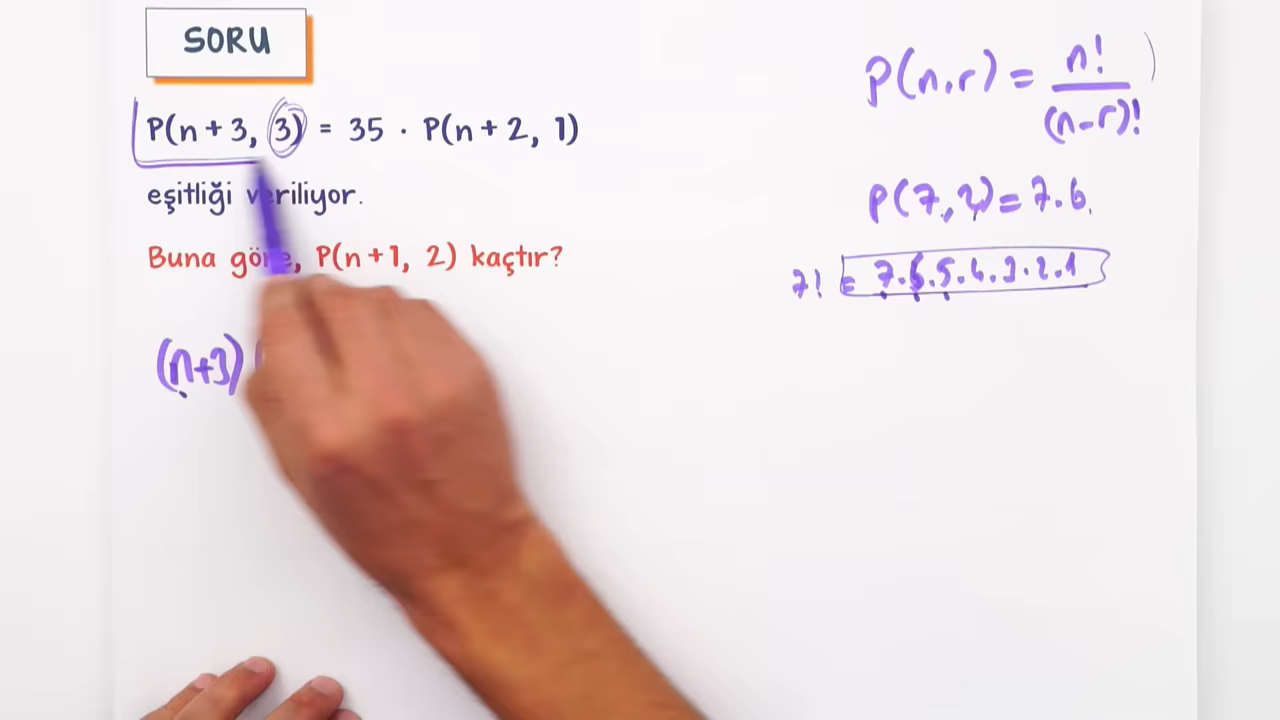 SORU
P(n + 3, 3) = 35 · P(n + 2, 1)
eşitliği veriliyor.
Buna göre, P(n + 1, 2) kaçtır?
(n+3)
P(n,r) = n! / (n-r)!
P(7,2) = 7.6.
7! = 7.6.5.4.3.2.1